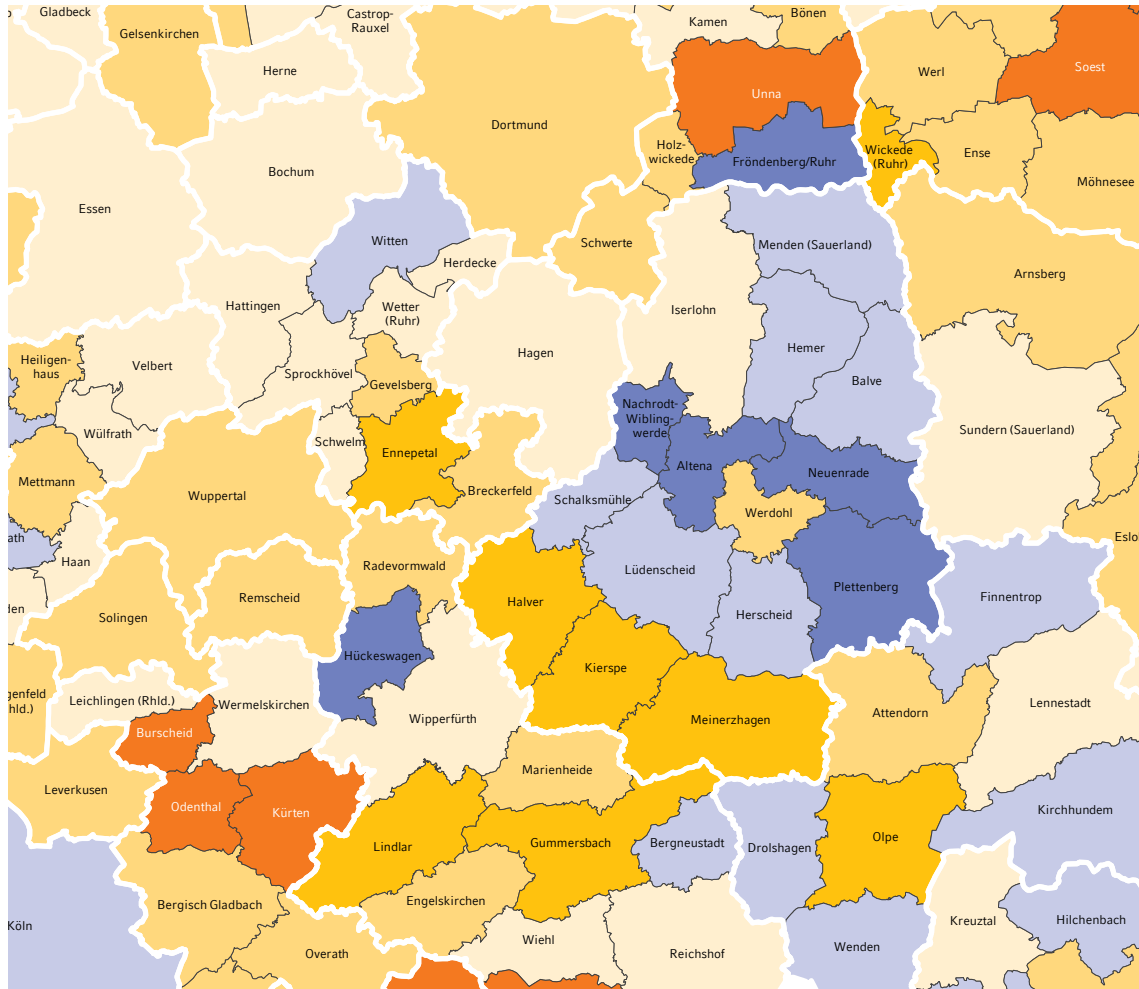 Gladbeck
Castrop-
Rauxel
Kamen
Bönen
Gelsenkirchen
Herne
Werl
Soest
Unna
Dortmund
Holz-
wickede
Fröndenberg/Ruhr
Wickede
(Ruhr)
Ense
Möhnesee
Bochum
Essen
Witten
Schwerte
Menden (Sauerland)
Herdecke
Arnsberg
Hattingen
Wetter
(Ruhr)
Iserlohn
Hemer
Hagen
Heiligen-
haus
Velbert
Sprockhövel
Gevelsberg
Balve
Nachrodt-
Wibling-
werde
Wülfrath
Schwelm
Ennepetal
Sundern (Sauerland)
Altena
Neuenrade
Mettmann
Wuppertal
Breckerfeld
Schalksmühle
Werdohl
ath
Haan
Radevormwald
Lüdenscheid
Eslo
den
Solingen
Remscheid
Halver
Herscheid
Plettenberg
Finnentrop
Hückeswagen
Kierspe
genfeld
hld.)
Leichlingen (Rhld.)
Wermelskirchen
Wipperfürth
Meinerzhagen
Attendorn
Lennestadt
Burscheid
Marienheide
Leverkusen
Odenthal
Kürten
Kirchhundem
Lindlar
Gummersbach
Bergneustadt
Drolshagen
Olpe
Bergisch Gladbach
Engelskirchen
Köln
Kreuztal
Hilchenbach
Wiehl
Overath
Reichshof
Wenden